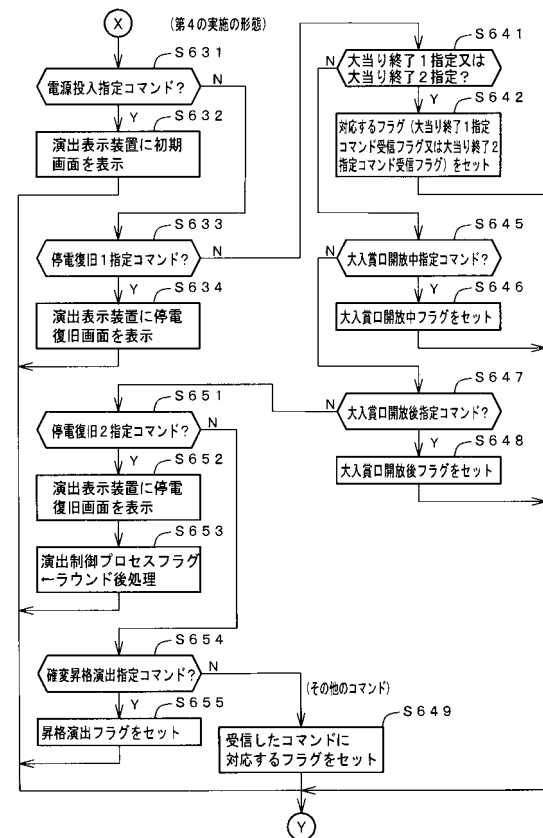 X
(第4の実施の形態)
S631
電源投入指定コマンド?
N
Y
S632
演出表示装置に初期
画面を表示
S633
停電復旧1指定コマンド?
N
Y
S634
演出表示装置に停電
復旧画面を表示
S641
大当り終了1指定又は
大当り終了2指定?
N
Y
S642
対応するフラグ(大当り終了1指定
コマンド受信フラグ又は大当り終了2
指定コマンド受信フラグ)をセット
S645
大入賞口開放中指定コマンド?
N
Y
S646
大入賞口開放中フラグをセット
S647
大入賞口開放後指定コマンド?
N
Y
S648
大入賞口開放後フラグをセット
S651
停電復旧2指定コマンド?
N
Y
S652
演出表示装置に停電
復旧画面を表示
S653
演出制御プロセスフラグ
←ラウンド後処理
S654
確変昇格演出指定コマンド?
N
Y
S655
昇格演出フラグをセット
(その他のコマンド)
S649
受信したコマンドに
対応するフラグをセット
Y